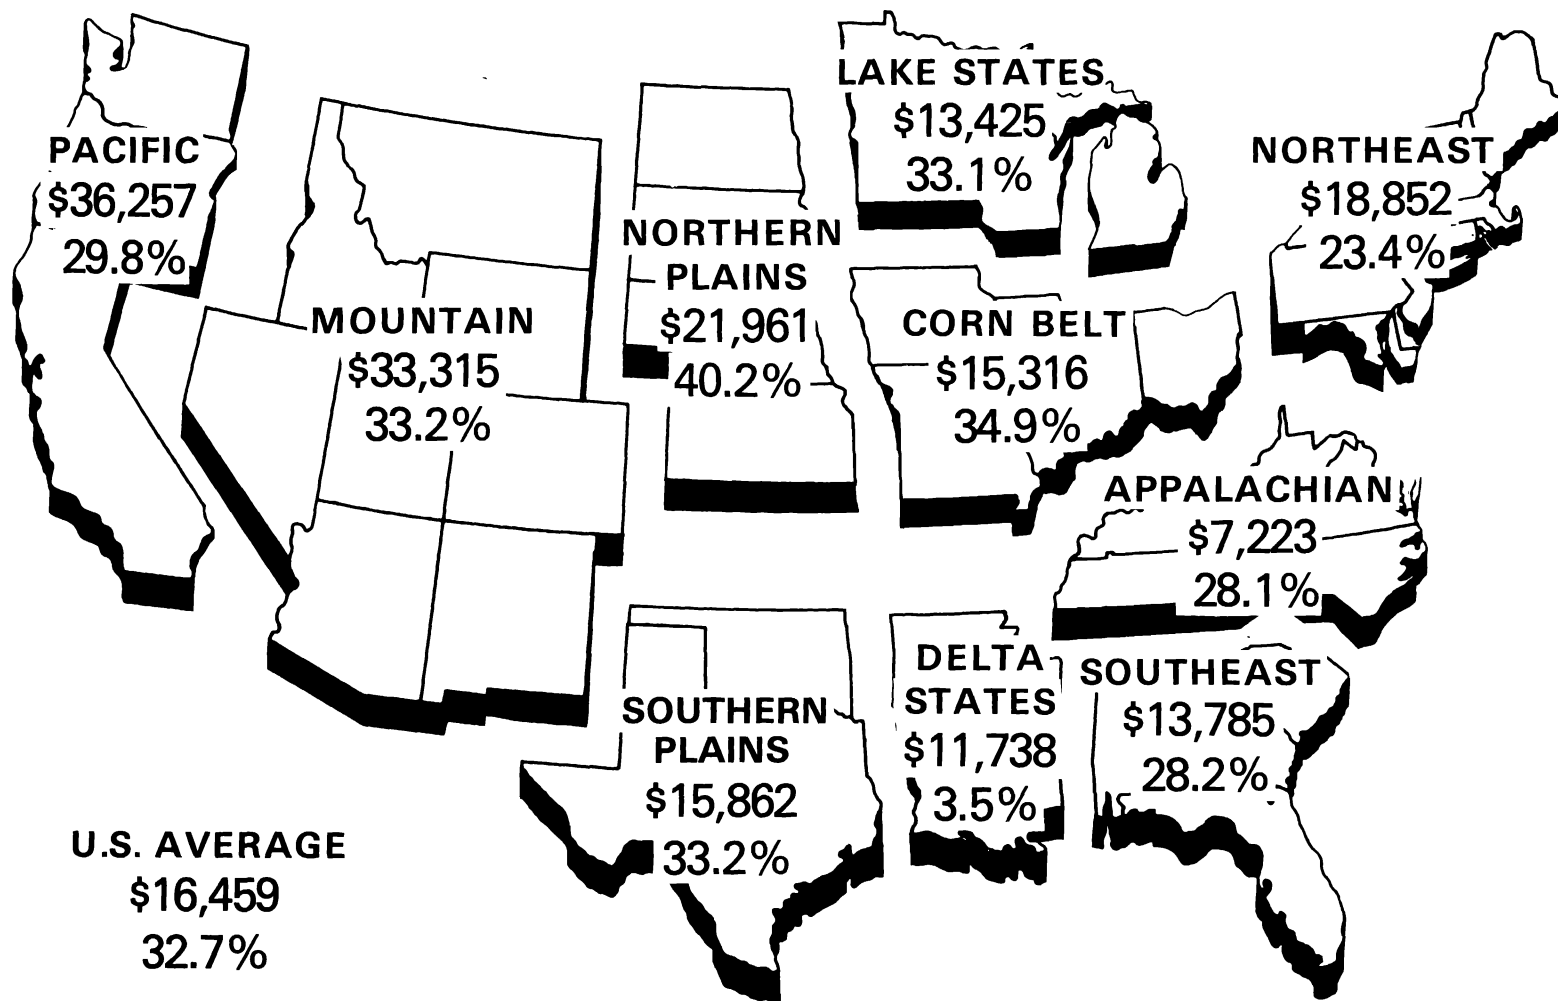 PACIFIC
$36,257
29.8%
MOUNTAIN
$33,315
33.2%
NORTHERN
PLAINS
$21,961
40.2%
LAKE STATES
$13,425
33.1%
CORN BELT
$15,316
34.9%
NORTHEAST
$18,852
23.4%
APPALACHIAN
$7,223
28.1%
SOUTHERN
PLAINS
$15,862
33.2%
DELTA
STATES
$11,738
3.5%
SOUTHEAST
$13,785
28.2%
U.S. AVERAGE
$16,459
32.7%